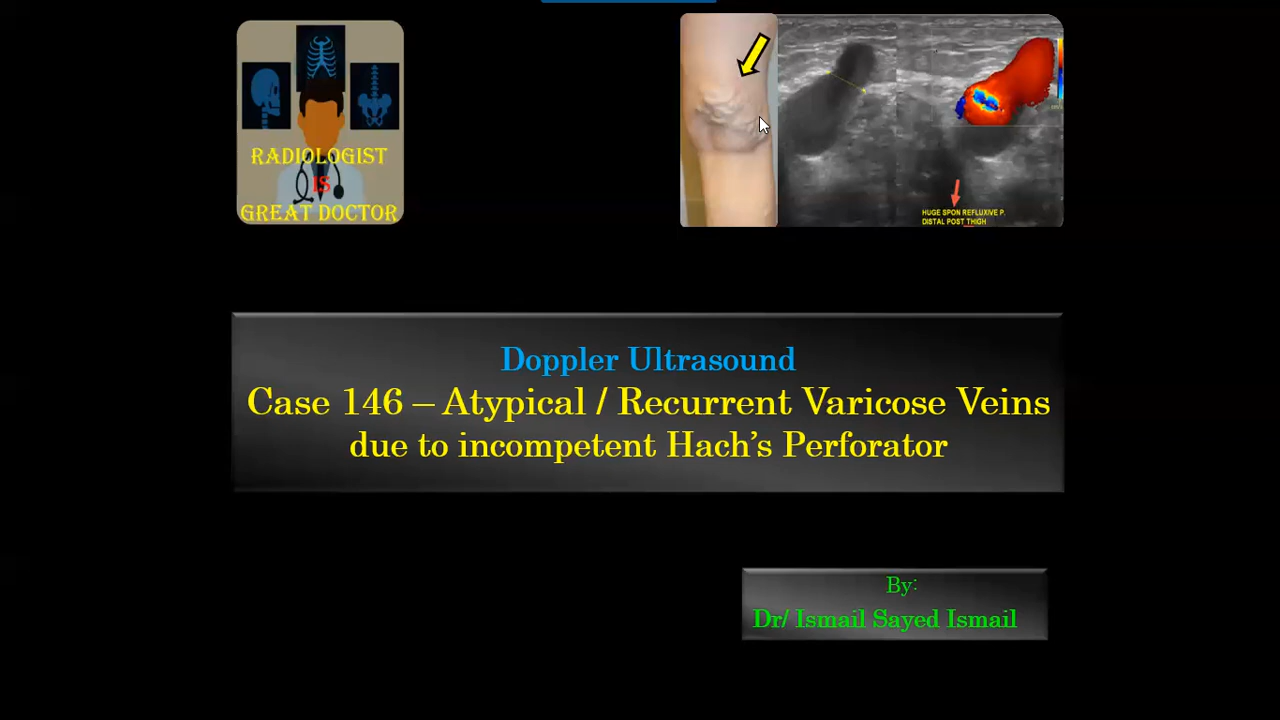 RADIOLOGIST
IS
GREAT DOCTOR
HUGE SPON REFLUXIVE P.
DISTAL POST THIGH
Doppler Ultrasound
Case 146 – Atypical / Recurrent Varicose Veins
due to incompetent Hach's Perforator
By:
Dr/ Ismail Sayed Ismail